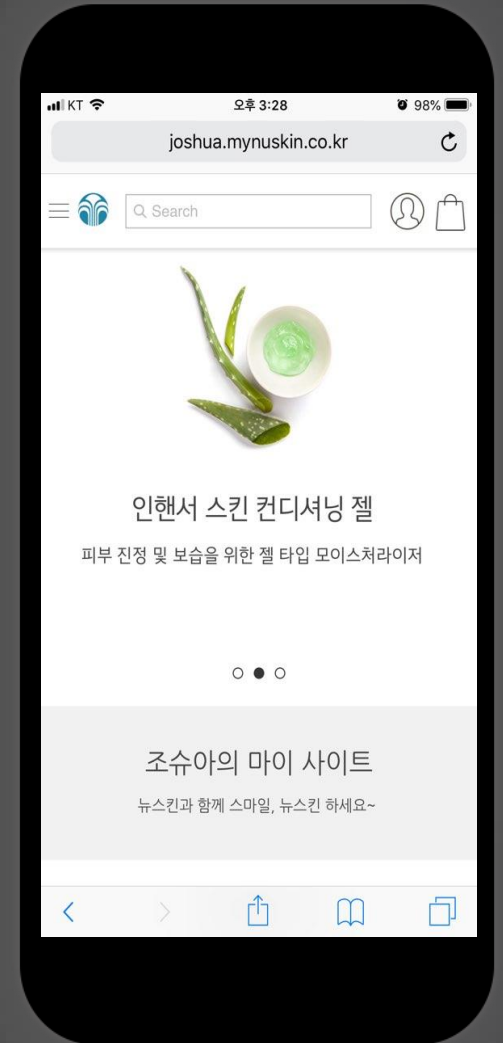 KT 오후 3:28 98%
joshua.mynuskin.co.kr
Search
인핸서 스킨 컨디셔닝 젤
피부 진정 및 보습을 위한 젤 타입 모이스처라이저
조슈아의 마이 사이트
뉴스킨과 함께 스마일, 뉴스킨 하세요~